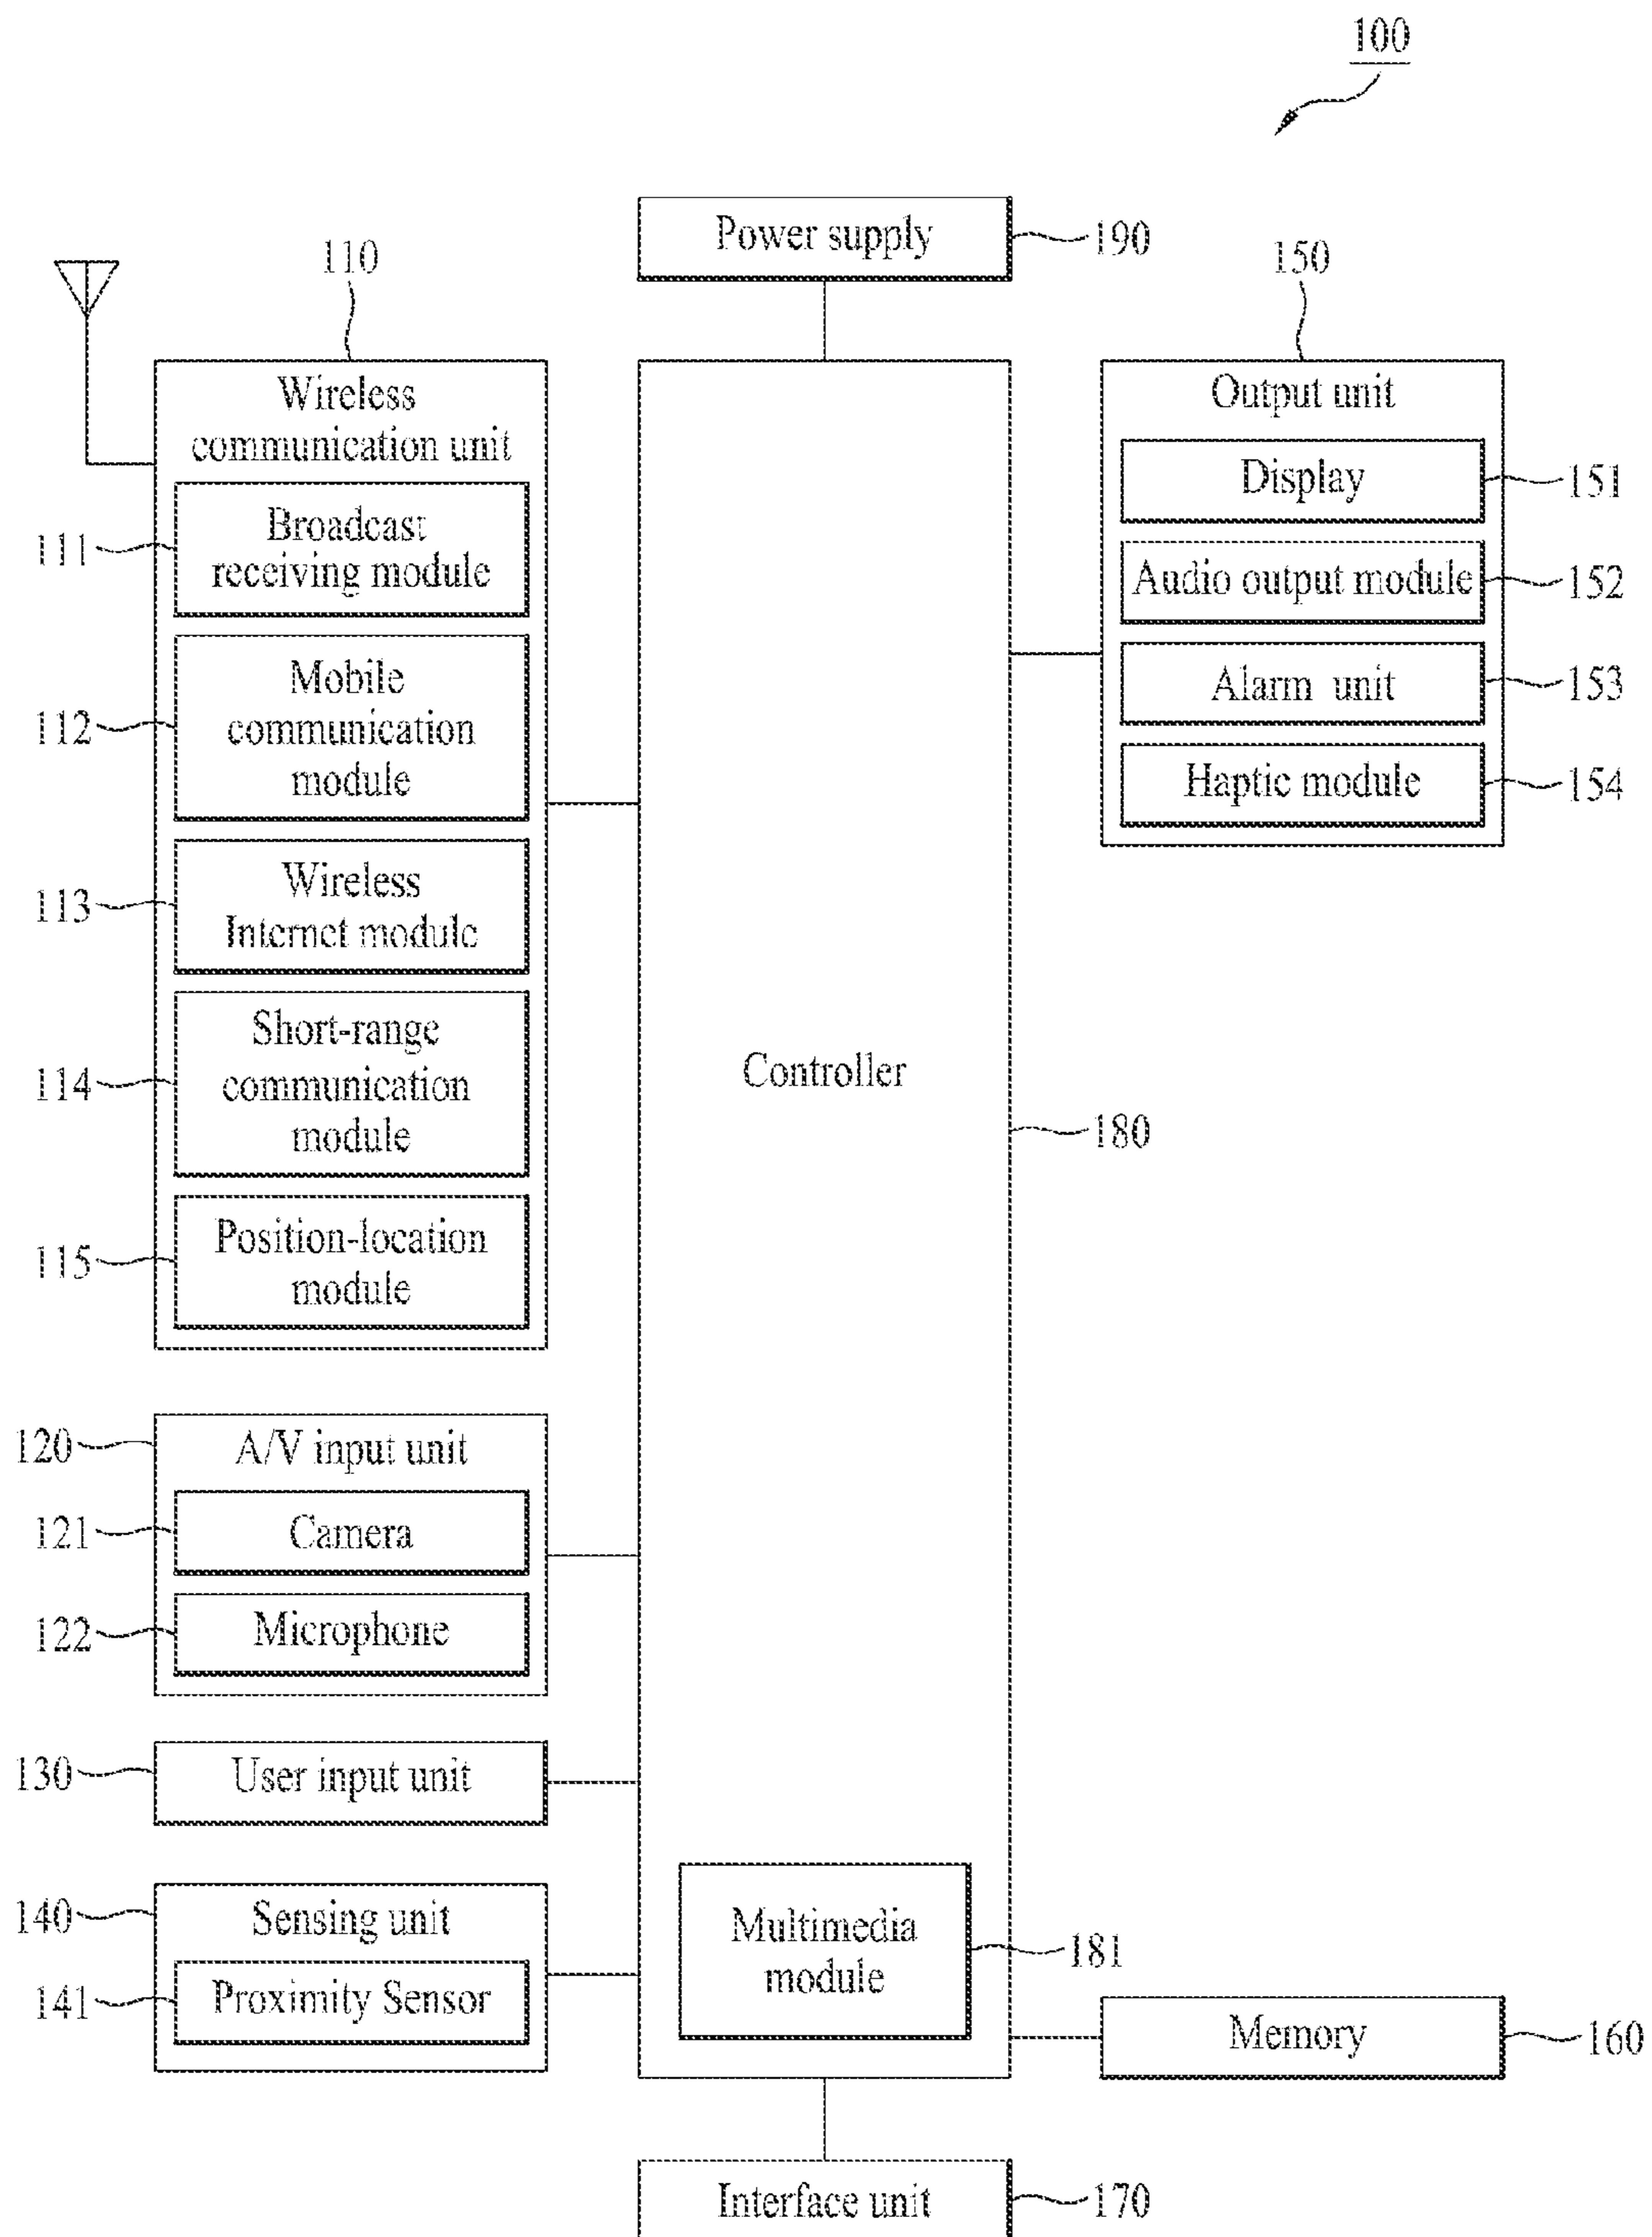 100
Power supply
190
110
150
Wireless
communication unit
Output unit
Broadcast
receiving module
111
Display
151
Audio output module
152
Mobile
communication
module
112
Alarm unit
153
Haptic module
154
Wireless
Internet module
113
Short-range
communication
module
114
Controller
180
Position-location
module
115
120
A/V input unit
121
Camera
122
Microphone
130
User input unit
140
Sensing unit
141
Proximity Sensor
Multimedia
module
181
Memory
160
Interface unit
170